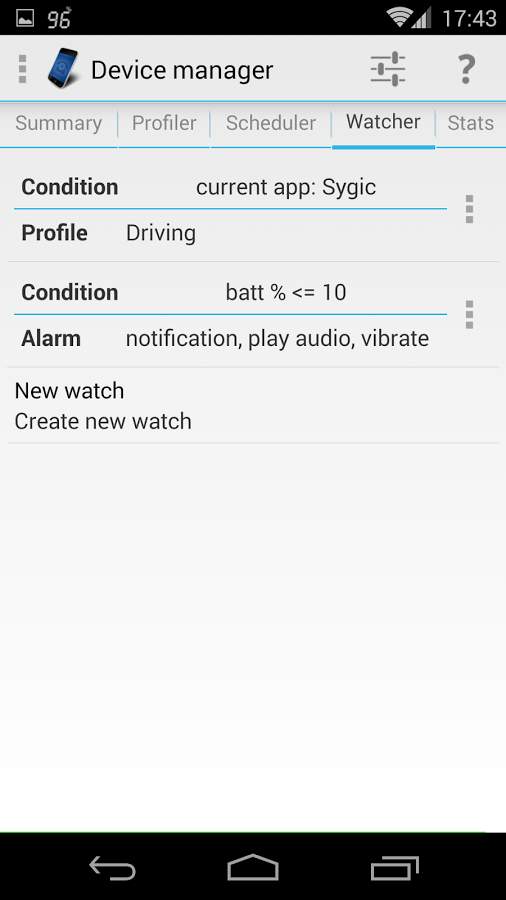 96° 17:43
Device manager ?
Summary Profiler Scheduler Watcher Stats
Condition current app: Sygic
Profile Driving
Condition batt % <= 10
Alarm notification, play audio, vibrate
New watch
Create new watch